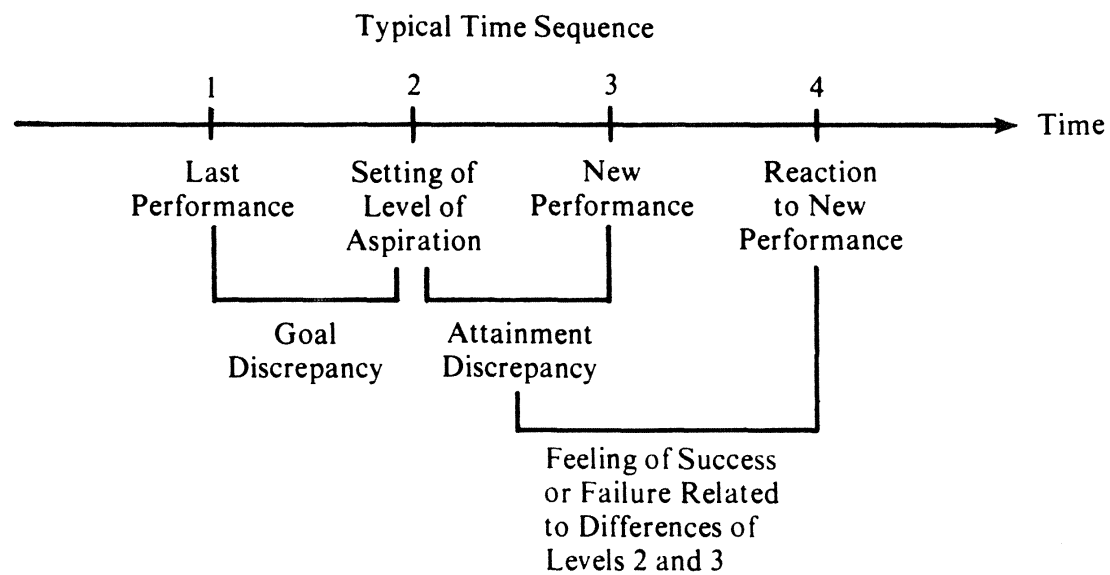 Typical Time Sequence
1
2
3
4
Time
Last
Performance
Setting of
Level of
Aspiration
New
Performance
Reaction
to New
Performance
Goal
Discrepancy
Attainment
Discrepancy
Feeling of Success
or Failure Related
to Differences of
Levels 2 and 3